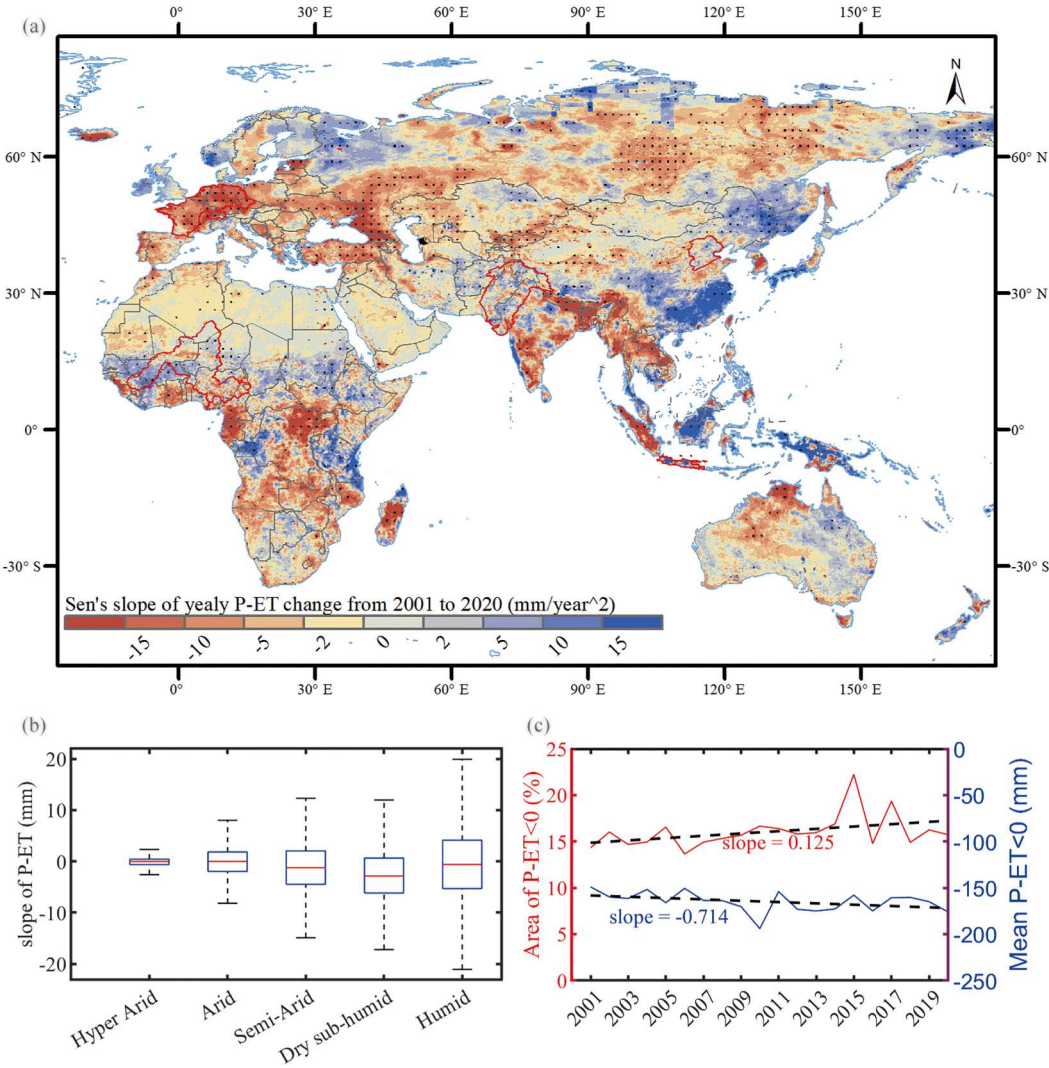 (a)
0°
30° E
60° E
90° E
120° E
150° E
N
60° N
60° N
30° N
30° N
0°
0°
-30° S
-30° S
Sen's slope of yealy P-ET change from 2001 to 2020 (mm/year^2)
-15
-10
-5
-2
0
2
5
10
15
0°
30° E
60° E
90° E
120° E
150° E
(b)
slope of P-ET (mm)
20
10
0
-10
-20
Hyper Arid
Arid
Semi-Arid
Dry sub-humid
Humid
(c)
Area of P-ET<0 (%)
25
20
15
10
5
0
slope = 0.125
slope = -0.714
0
-50
-100
-150
-200
-250
Mean P-ET<0 (mm)
2001
2003
2005
2007
2009
2011
2013
2015
2017
2019